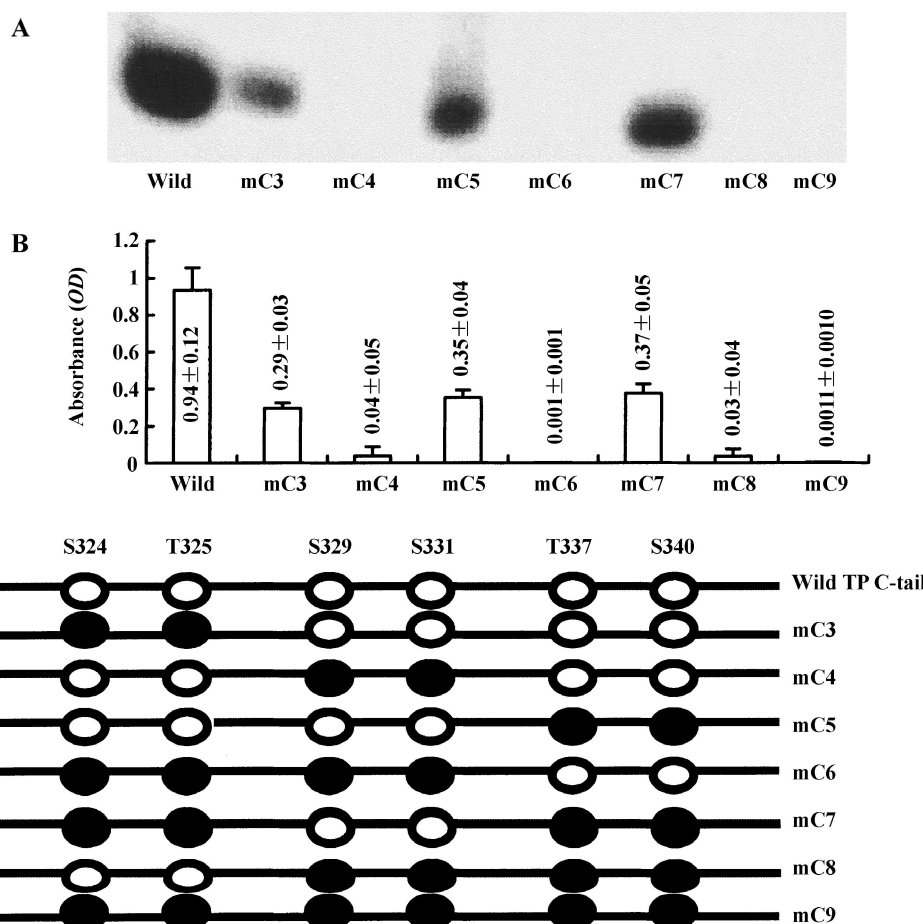 A
Wild mC3 mC4 mC5 mC6 mC7 mC8 mC9
B
Absorbance (OD)
1.2
1
0.8
0.6
0.4
0.2
0
0.94±0.12
0.29±0.03
0.04±0.05
0.35±0.04
0.001±0.001
0.37±0.05
0.03±0.04
0.0011±0.0010
Wild mC3 mC4 mC5 mC6 mC7 mC8 mC9
S324 T325 S329 S331 T337 S340
Wild TP C-tail
mC3
mC4
mC5
mC6
mC7
mC8
mC9